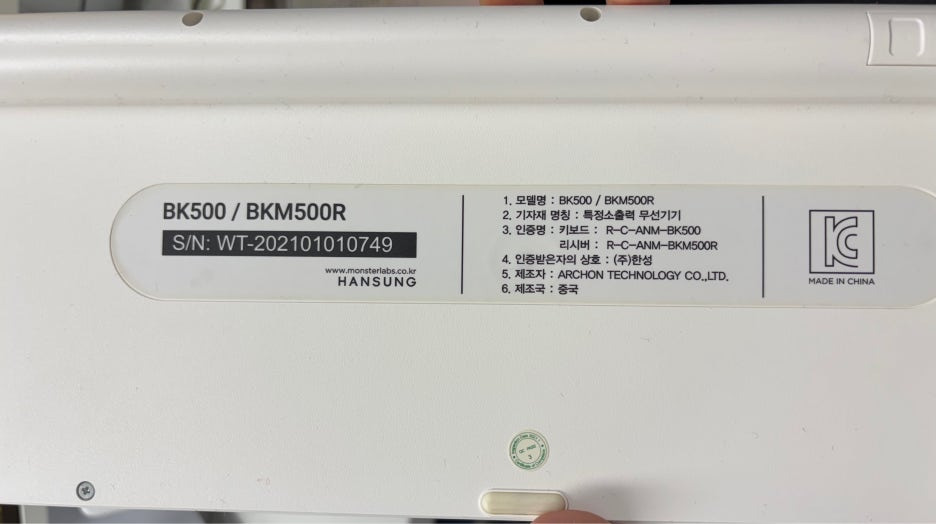 BK500 / BKM500R
S/N: WT-202101010749
www.monsterlabs.co.kr
HANSUNG
1. 모델명 : BK500 / BKM500R
2. 기자재 명칭 : 특정소출력 무선기기
3. 인증명 : 키보드 : R-C-ANM-BK500
리시버 : R-C-ANM-BKM500R
4. 인증받은자의 상호 : (주)한성
5. 제조자 : ARCHON TECHNOLOGY CO.,LTD.
6. 제조국 : 중국
MADE IN CHINA
QC PASS
3